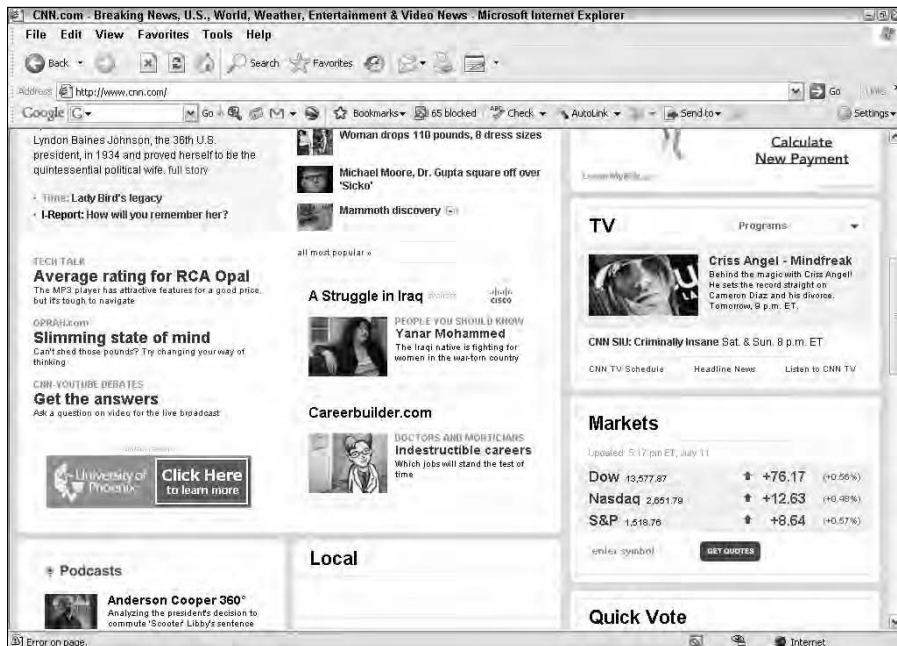 CNN.com - Breaking News, U.S., World, Weather, Entertainment & Video News - Microsoft Internet Explorer
File Edit View Favorites Tools Help
Back Search Favorites
Address http://www.cnn.com/ Go Links
Google G Go Bookmarks 65 blocked Check AutoLink Send to Settings
Lyndon Baines Johnson, the 36th U.S.
president, in 1934 and proved herself to be the
quintessential political wife. full story
Time: Lady Bird's legacy
I-Report: How will you remember her?
TECH TALK
Average rating for RCA Opal
The MP3 player has attractive features for a good price,
but it's tough to navigate
OPRAH.com
Slimming state of mind
Can't shed those pounds? Try changing your way of
thinking
CNN-YOUTUBE DEBATES
Get the answers
Ask a question on video for the live broadcast
University of
Phoenix
Click Here
to learn more
Podcasts
Anderson Cooper 360°
Analyzing the president's decision to
commute 'Scooter' Libby's sentence
Woman drops 110 pounds, 8 dress sizes
Michael Moore, Dr. Gupta square off over
'Sicko'
Mammoth discovery
all most popular »
A Struggle in Iraq
CISCO
PEOPLE YOU SHOULD KNOW
Yanar Mohammed
The Iraqi native is fighting for
women in the war-torn country
Careerbuilder.com
DOCTORS AND MORTICIANS
Indestructible careers
Which jobs will stand the test of
time
Local
Calculate
New Payment
TV Programs
Criss Angel - Mindfreak
Behind the magic with Criss Angel!
He sets the record straight on
Cameron Diaz and his divorce.
Tomorrow, 9 p.m. ET.
CNN SIU: Criminally Insane Sat. & Sun. 8 p.m. ET
CNN TV Schedule Headline News Listen to CNN TV
Markets
Updated: 5:17 pm ET, July 11
Dow 13,577.87 +76.17 (+0.56%)
Nasdaq 2,651.79 +12.63 (+0.48%)
S&P 1,518.76 +8.64 (+0.57%)
enter symbol GET QUOTES
Quick Vote
Error on page. Internet